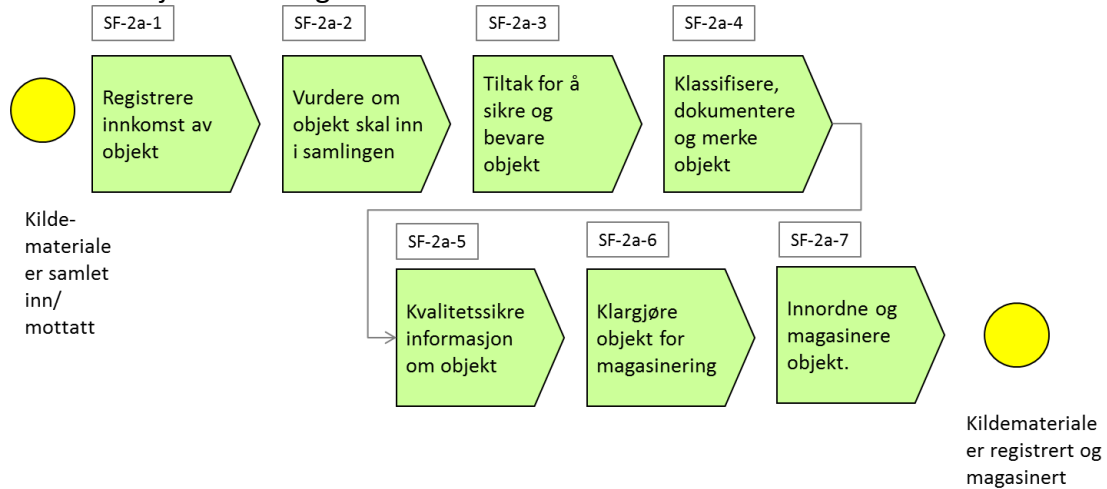 SF-2a-1
SF-2a-2
SF-2a-3
SF-2a-4
Registrere
innkomst av
objekt
Vurdere om
objekt skal inn
i samlingen
Tiltak for å
sikre og
bevare
objekt
Klassifisere,
dokumentere
og merke
objekt
Kilde-
materiale
er samlet
inn/
mottatt
SF-2a-5
SF-2a-6
SF-2a-7
Kvalitetssikre
informasjon
om objekt
Klargjøre
objekt for
magasinering
Innordne og
magasinere
objekt.
Kildemateriale
er registrert og
magasinert